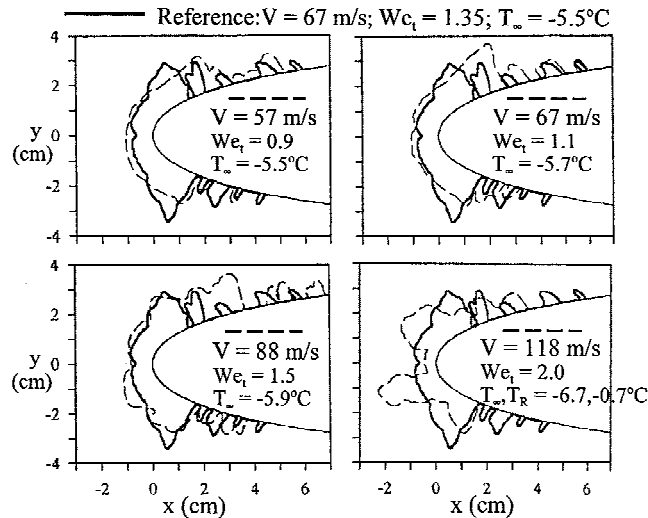 Reference: V = 67 m/s; Wc_t = 1.35; T_∞ = -5.5°C
4
2
y
0
(cm)
-2
-4
V = 57 m/s
We_t = 0.9
T_∞ = -5.5°C
V = 67 m/s
We_t = 1.1
T_∞ = -5.7°C
4
2
y
0
(cm)
-2
-4
V = 88 m/s
We_t = 1.5
T_∞ = -5.9°C
V = 118 m/s
We_t = 2.0
T_∞,T_R = -6.7,-0.7°C
-2 0 2 4 6
x (cm)
-2 0 2 4 6
x (cm)